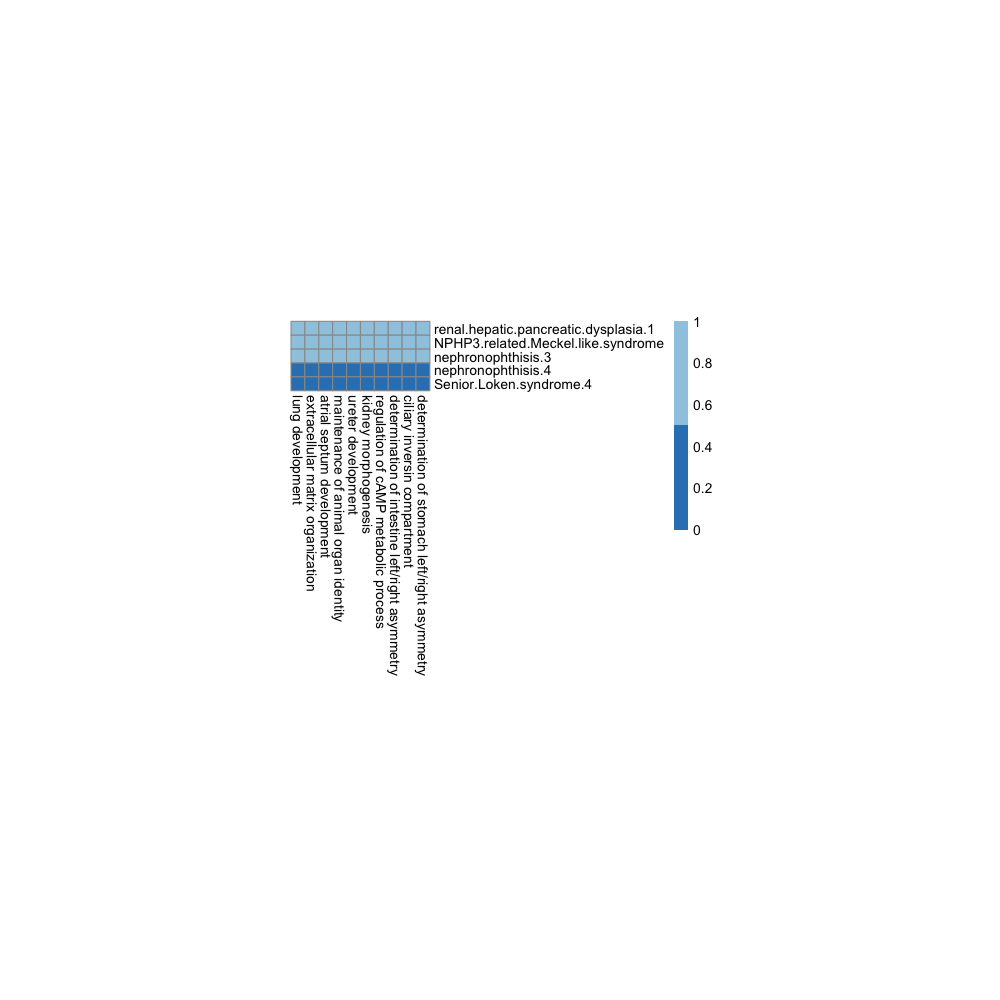 renal.hepatic.pancreatic.dysplasia.1
NPHP3.related.Meckel.like.syndrome
nephronophthisis.3
nephronophthisis.4
Senior.Loken.syndrome.4
1
0.8
0.6
0.4
0.2
0
lung development
extracellular matrix organization
atrial septum development
maintenance of animal organ identity
ureter development
kidney morphogenesis
regulation of cAMP metabolic process
determination of intestine left/right asymmetry
ciliary inversin compartment
determination of stomach left/right asymmetry